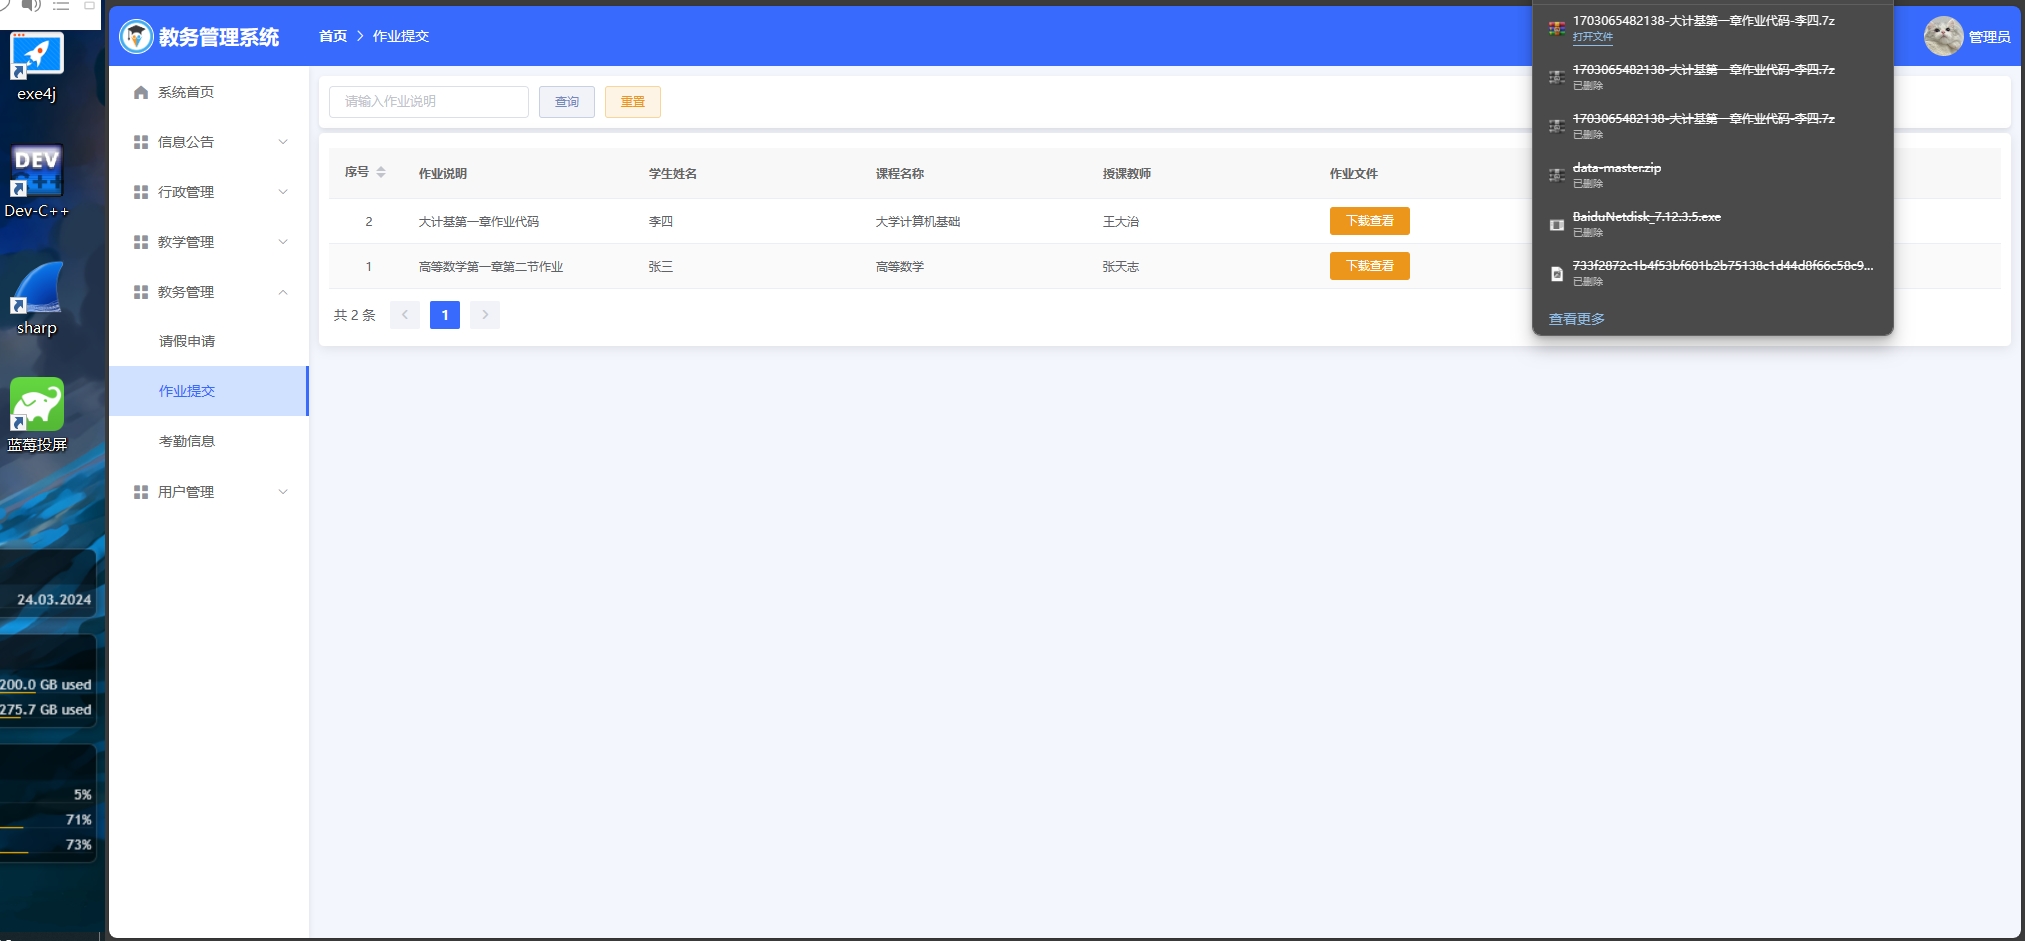 exe4j
Dev-C++
sharp
蓝莓投屏
24.03.2024
200.0 GB used
275.7 GB used
5%
71%
73%
教务管理系统
首页 > 作业提交
管理员
系统首页
信息公告
行政管理
教学管理
教务管理
请假申请
作业提交
考勤信息
用户管理
请输入作业说明 查询 重置
序号 作业说明 学生姓名 课程名称 授课教师 作业文件
2 大计基第一章作业代码 李四 大学计算机基础 王大治 下载查看
1 高等数学第一章第二节作业 张三 高等数学 张天志 下载查看
共 2 条 < 1 >
1703065482138-大计基第一章作业代码-李四.7z
打开文件
1703065482138-大计基第一章作业代码-李四.7z
已删除
1703065482138-大计基第一章作业代码-李四.7z
已删除
data-master.zip
已删除
BaiduNetdisk_7.12.3.5.exe
已删除
733f2872c1b4f53bf601b2b75138c1d44d8f66c58c9...
已删除
查看更多